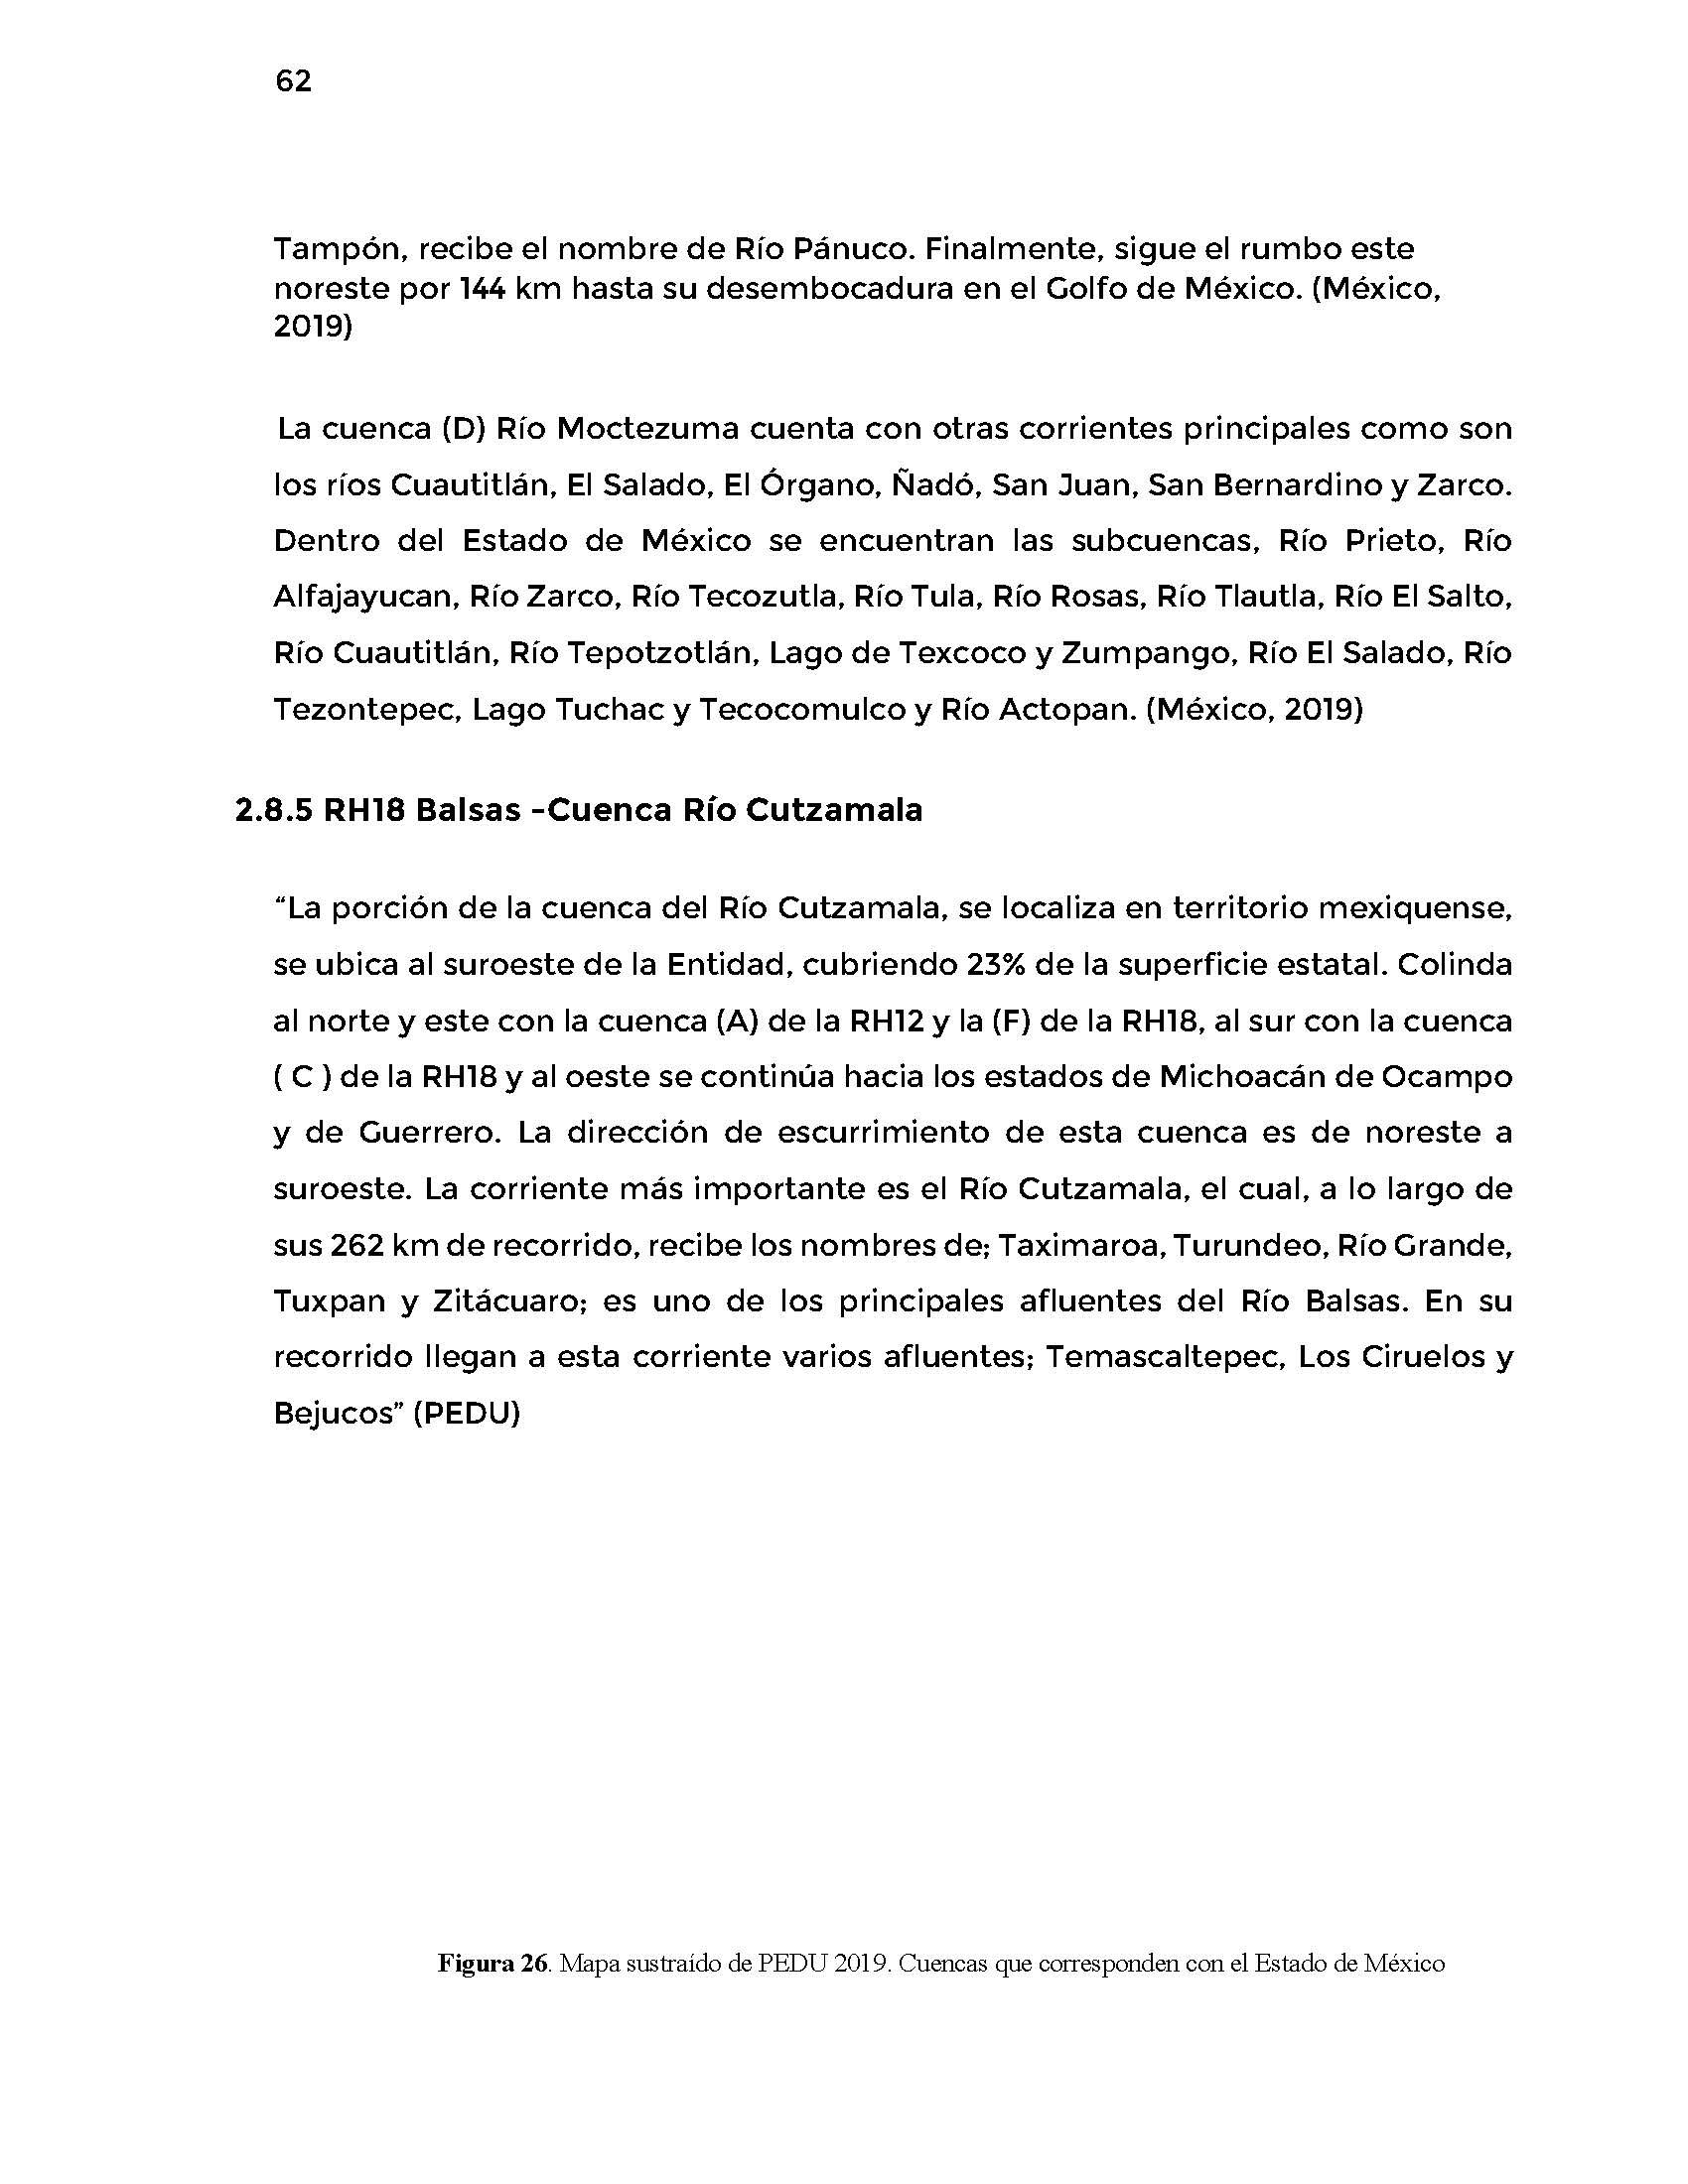 62
Tampón, recibe el nombre de Río Pánuco. Finalmente, sigue el rumbo este
noreste por 144 km hasta su desembocadura en el Golfo de México. (México,
2019)
La cuenca (D) Río Moctezuma cuenta con otras corrientes principales como son
los ríos Cuautitlán, El Salado, El Órgano, Ñadó, San Juan, San Bernardino y Zarco.
Dentro del Estado de México se encuentran las subcuencas, Río Prieto, Río
Alfajayucan, Río Zarco, Río Tecozutla, Río Tula, Río Rosas, Río Tlautla, Río El Salto,
Río Cuautitlán, Río Tepotzotlán, Lago de Texcoco y Zumpango, Río El Salado, Río
Tezontepec, Lago Tuchac y Tecocomulco y Río Actopan. (México, 2019)
2.8.5 RH18 Balsas -Cuenca Río Cutzamala
“La porción de la cuenca del Río Cutzamala, se localiza en territorio mexiquense,
se ubica al suroeste de la Entidad, cubriendo 23% de la superficie estatal. Colinda
al norte y este con la cuenca (A) de la RH12 y la (F) de la RH18, al sur con la cuenca
( C ) de la RH18 y al oeste se continúa hacia los estados de Michoacán de Ocampo
y de Guerrero. La dirección de escurrimiento de esta cuenca es de noreste a
suroeste. La corriente más importante es el Río Cutzamala, el cual, a lo largo de
sus 262 km de recorrido, recibe los nombres de; Taximaroa, Turundeo, Río Grande,
Tuxpan y Zitácuaro; es uno de los principales afluentes del Río Balsas. En su
recorrido llegan a esta corriente varios afluentes; Temascaltepec, Los Ciruelos y
Bejucos” (PEDU)
Figura 26. Mapa sustraído de PEDU 2019. Cuencas que corresponden con el Estado de México